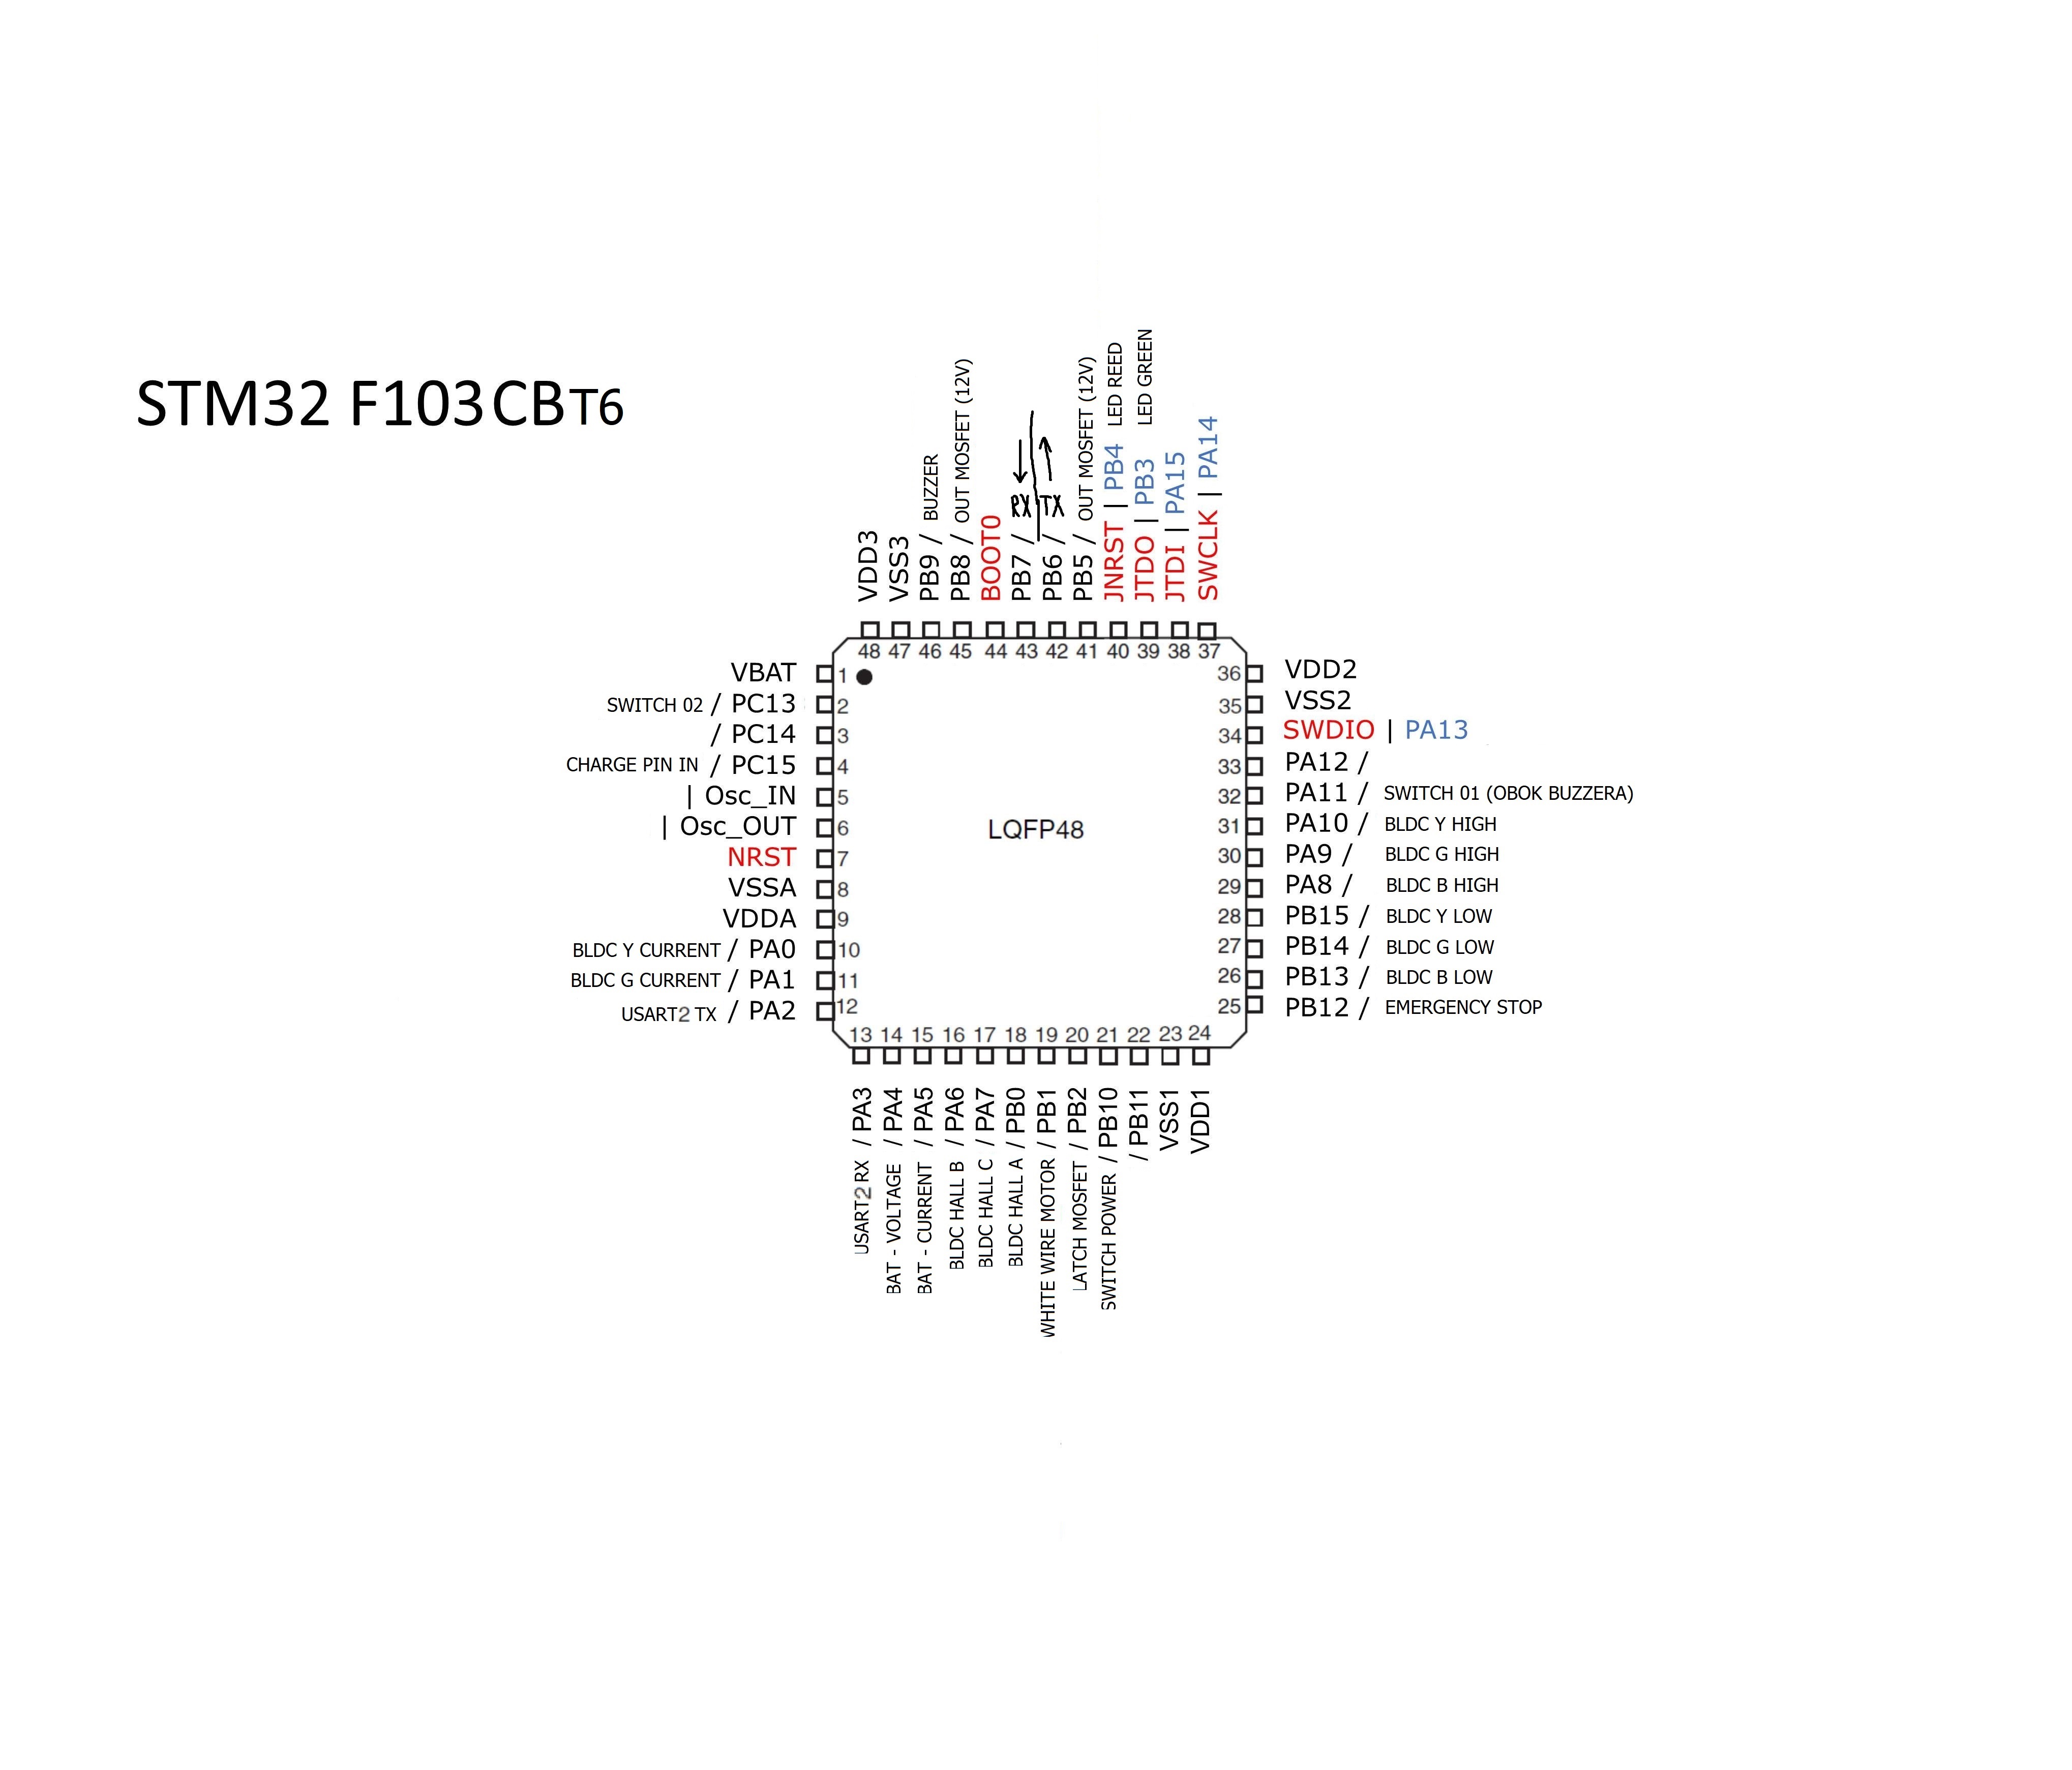 STM32 F103CBT6
VDD3
VSS3
PB9 / BUZZER
PB8 / OUT MOSFET (12V)
BOOT0
PB7 / RX
PB6 / TX
PB5 / OUT MOSFET (12V)
JNRST | PB4 LED REED
JTDO | PB3 LED GREEN
JTDI | PA15
SWCLK | PA14
48 47 46 45 44 43 42 41 40 39 38 37
VBAT 1
SWITCH 02 / PC13 2
/ PC14 3
CHARGE PIN IN / PC15 4
| Osc_IN 5
| Osc_OUT 6
NRST 7
VSSA 8
VDDA 9
BLDC Y CURRENT / PA0 10
BLDC G CURRENT / PA1 11
USART2 TX / PA2 12
LQFP48
36 VDD2
35 VSS2
34 SWDIO | PA13
33 PA12 /
32 PA11 / SWITCH 01 (OBOK BUZZERA)
31 PA10 / BLDC Y HIGH
30 PA9 / BLDC G HIGH
29 PA8 / BLDC B HIGH
28 PB15 / BLDC Y LOW
27 PB14 / BLDC G LOW
26 PB13 / BLDC B LOW
25 PB12 / EMERGENCY STOP
13 14 15 16 17 18 19 20 21 22 23 24
USART2 RX / PA3
BAT - VOLTAGE / PA4
BAT - CURRENT / PA5
BLDC HALL B / PA6
BLDC HALL C / PA7
BLDC HALL A / PB0
WHITE WIRE MOTOR / PB1
LATCH MOSFET / PB2
SWITCH POWER / PB10
/ PB11
VSS1
VDD1